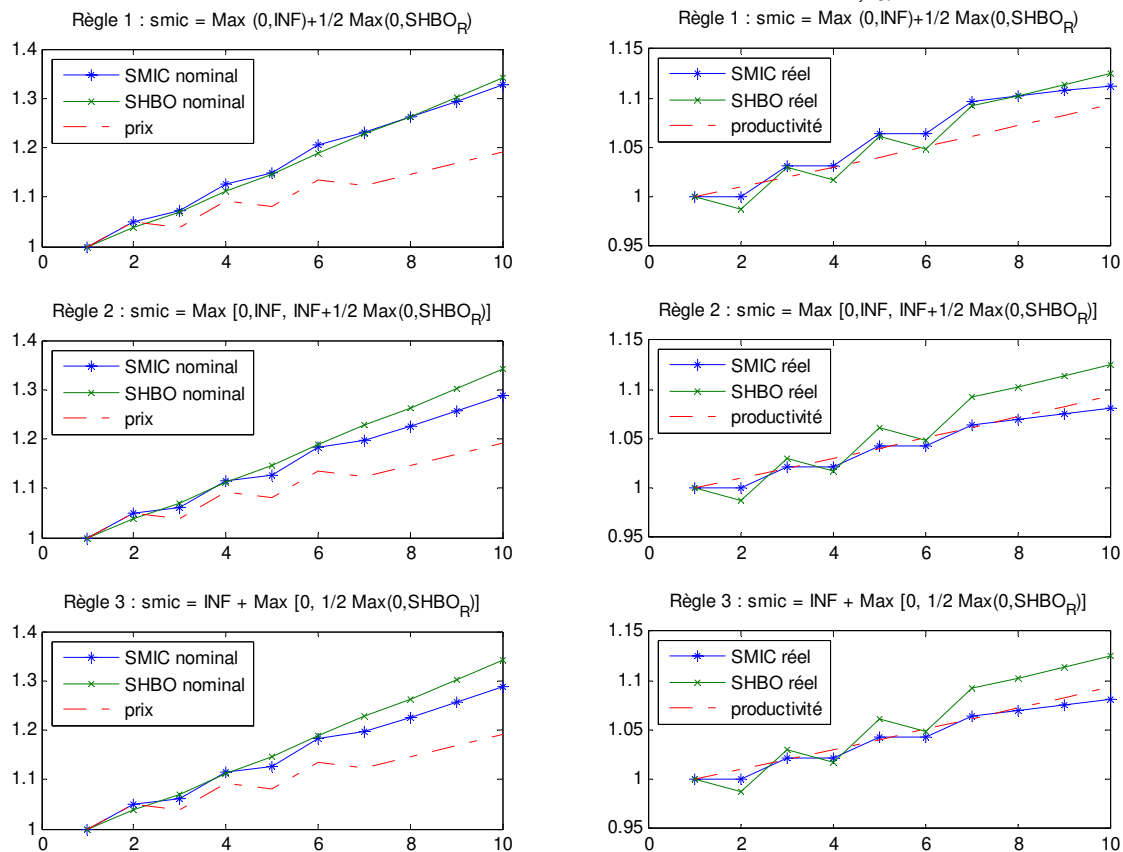 Règle 1 : smic = Max (0,INF)+1/2 Max(0,SHBO_R)
1.4
1.3
1.2
1.1
1
0 2 4 6 8 10
SMIC nominal
SHBO nominal
prix
Règle 1 : smic = Max (0,INF)+1/2 Max(0,SHBO_R)
1.15
1.1
1.05
1
0.95
0 2 4 6 8 10
SMIC réel
SHBO réel
productivité
Règle 2 : smic = Max [0,INF, INF+1/2 Max(0,SHBO_R)]
1.4
1.3
1.2
1.1
1
0 2 4 6 8 10
SMIC nominal
SHBO nominal
prix
Règle 2 : smic = Max [0,INF, INF+1/2 Max(0,SHBO_R)]
1.15
1.1
1.05
1
0.95
0 2 4 6 8 10
SMIC réel
SHBO réel
productivité
Règle 3 : smic = INF + Max [0, 1/2 Max(0,SHBO_R)]
1.4
1.3
1.2
1.1
1
0 2 4 6 8 10
SMIC nominal
SHBO nominal
prix
Règle 3 : smic = INF + Max [0, 1/2 Max(0,SHBO_R)]
1.15
1.1
1.05
1
0.95
0 2 4 6 8 10
SMIC réel
SHBO réel
productivité